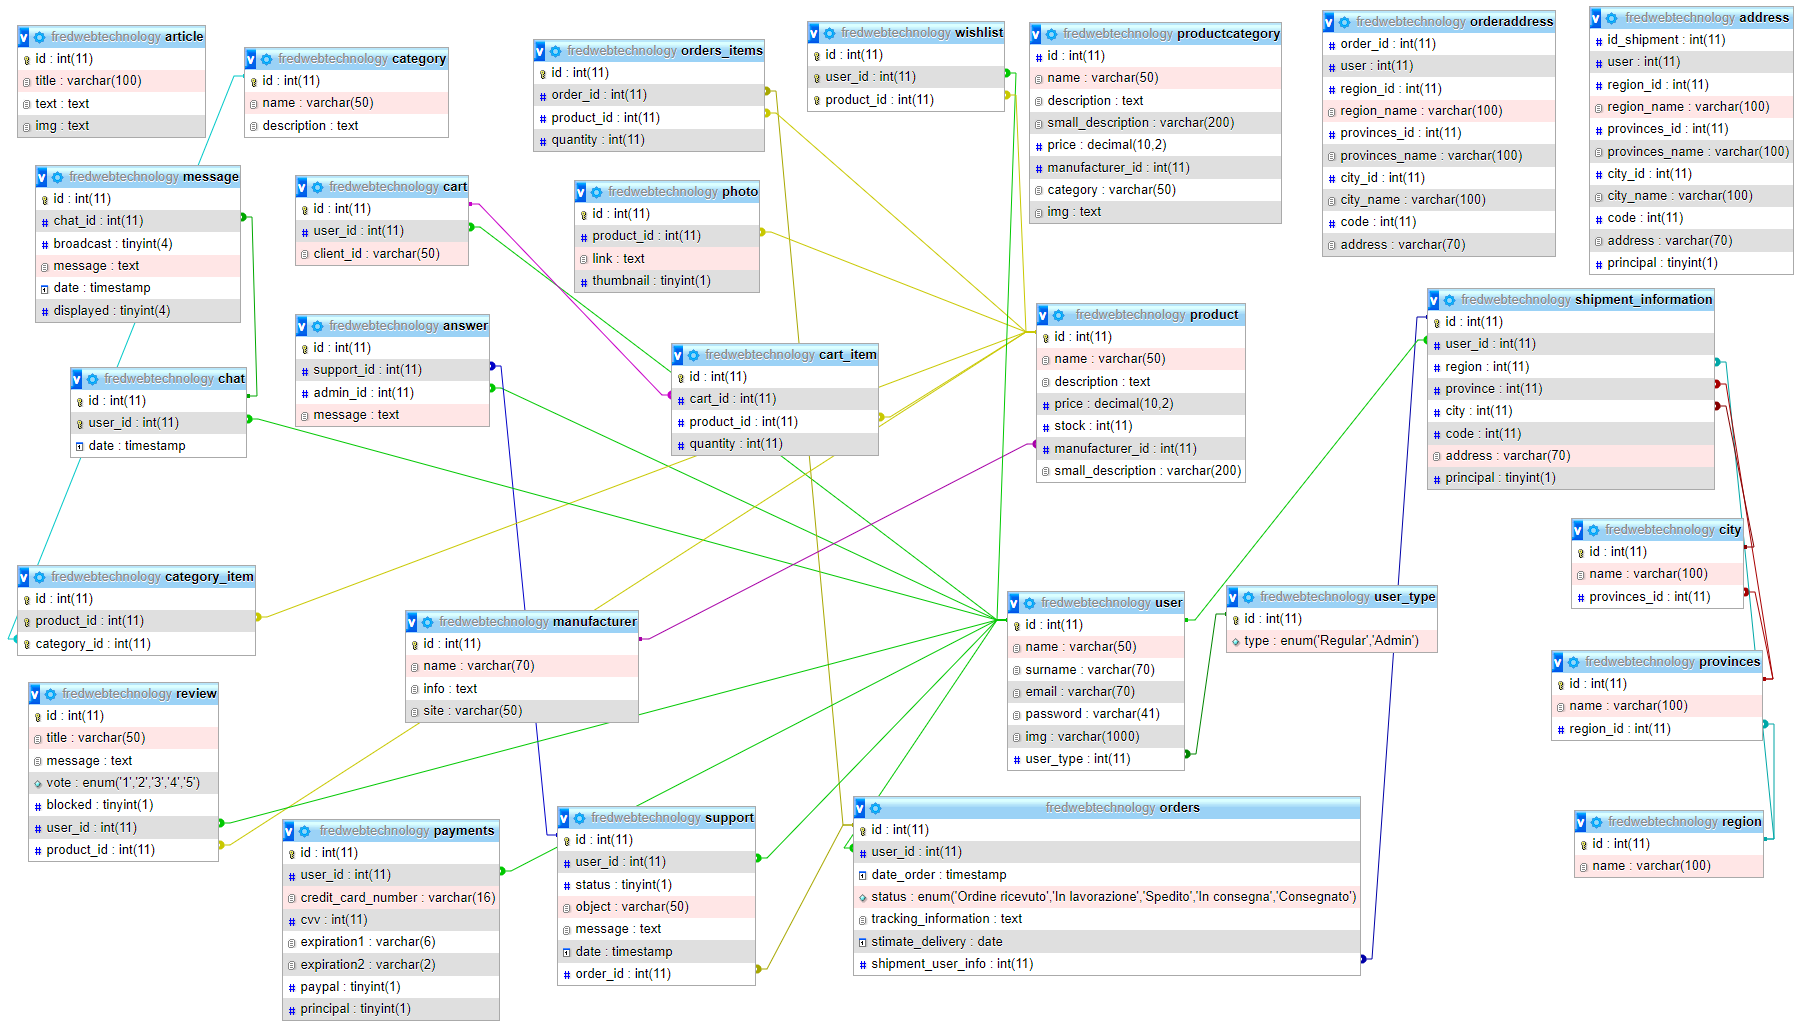 fredwebtechnology article
id : int(11)
title : varchar(100)
text : text
img : text
fredwebtechnology category
id : int(11)
name : varchar(50)
description : text
fredwebtechnology orders_items
id : int(11)
order_id : int(11)
product_id : int(11)
quantity : int(11)
fredwebtechnology wishlist
id : int(11)
user_id : int(11)
product_id : int(11)
fredwebtechnology productcategory
id : int(11)
name : varchar(50)
description : text
small_description : varchar(200)
price : decimal(10,2)
manufacturer_id : int(11)
category : varchar(50)
img : text
fredwebtechnology orderaddress
order_id : int(11)
user : int(11)
region_id : int(11)
region_name : varchar(100)
provinces_id : int(11)
provinces_name : varchar(100)
city_id : int(11)
city_name : varchar(100)
code : int(11)
address : varchar(70)
fredwebtechnology address
id_shipment : int(11)
user : int(11)
region_id : int(11)
region_name : varchar(100)
provinces_id : int(11)
provinces_name : varchar(100)
city_id : int(11)
city_name : varchar(100)
code : int(11)
address : varchar(70)
principal : tinyint(1)
fredwebtechnology message
id : int(11)
chat_id : int(11)
broadcast : tinyint(4)
message : text
date : timestamp
displayed : tinyint(4)
fredwebtechnology cart
id : int(11)
user_id : int(11)
client_id : varchar(50)
fredwebtechnology photo
id : int(11)
product_id : int(11)
link : text
thumbnail : tinyint(1)
fredwebtechnology answer
id : int(11)
support_id : int(11)
admin_id : int(11)
message : text
fredwebtechnology cart_item
id : int(11)
cart_id : int(11)
product_id : int(11)
quantity : int(11)
fredwebtechnology product
id : int(11)
name : varchar(50)
description : text
price : decimal(10,2)
stock : int(11)
manufacturer_id : int(11)
small_description : varchar(200)
fredwebtechnology shipment_information
id : int(11)
user_id : int(11)
region : int(11)
province : int(11)
city : int(11)
code : int(11)
address : varchar(70)
principal : tinyint(1)
fredwebtechnology chat
id : int(11)
user_id : int(11)
date : timestamp
fredwebtechnology city
id : int(11)
name : varchar(100)
provinces_id : int(11)
fredwebtechnology category_item
id : int(11)
product_id : int(11)
category_id : int(11)
fredwebtechnology manufacturer
id : int(11)
name : varchar(70)
info : text
site : varchar(50)
fredwebtechnology user
id : int(11)
name : varchar(50)
surname : varchar(70)
email : varchar(70)
password : varchar(41)
img : varchar(1000)
user_type : int(11)
fredwebtechnology user_type
id : int(11)
type : enum('Regular','Admin')
fredwebtechnology provinces
id : int(11)
name : varchar(100)
region_id : int(11)
fredwebtechnology review
id : int(11)
title : varchar(50)
message : text
vote : enum('1','2','3','4','5')
blocked : tinyint(1)
user_id : int(11)
product_id : int(11)
fredwebtechnology payments
id : int(11)
user_id : int(11)
credit_card_number : varchar(16)
cvv : int(11)
expiration1 : varchar(6)
expiration2 : varchar(2)
paypal : tinyint(1)
principal : tinyint(1)
fredwebtechnology support
id : int(11)
user_id : int(11)
status : tinyint(1)
object : varchar(50)
message : text
date : timestamp
order_id : int(11)
fredwebtechnology orders
id : int(11)
user_id : int(11)
date_order : timestamp
status : enum('Ordine ricevuto','In lavorazione','Spedito','In consegna','Consegnato')
tracking_information : text
stimate_delivery : date
shipment_user_info : int(11)
fredwebtechnology region
id : int(11)
name : varchar(100)